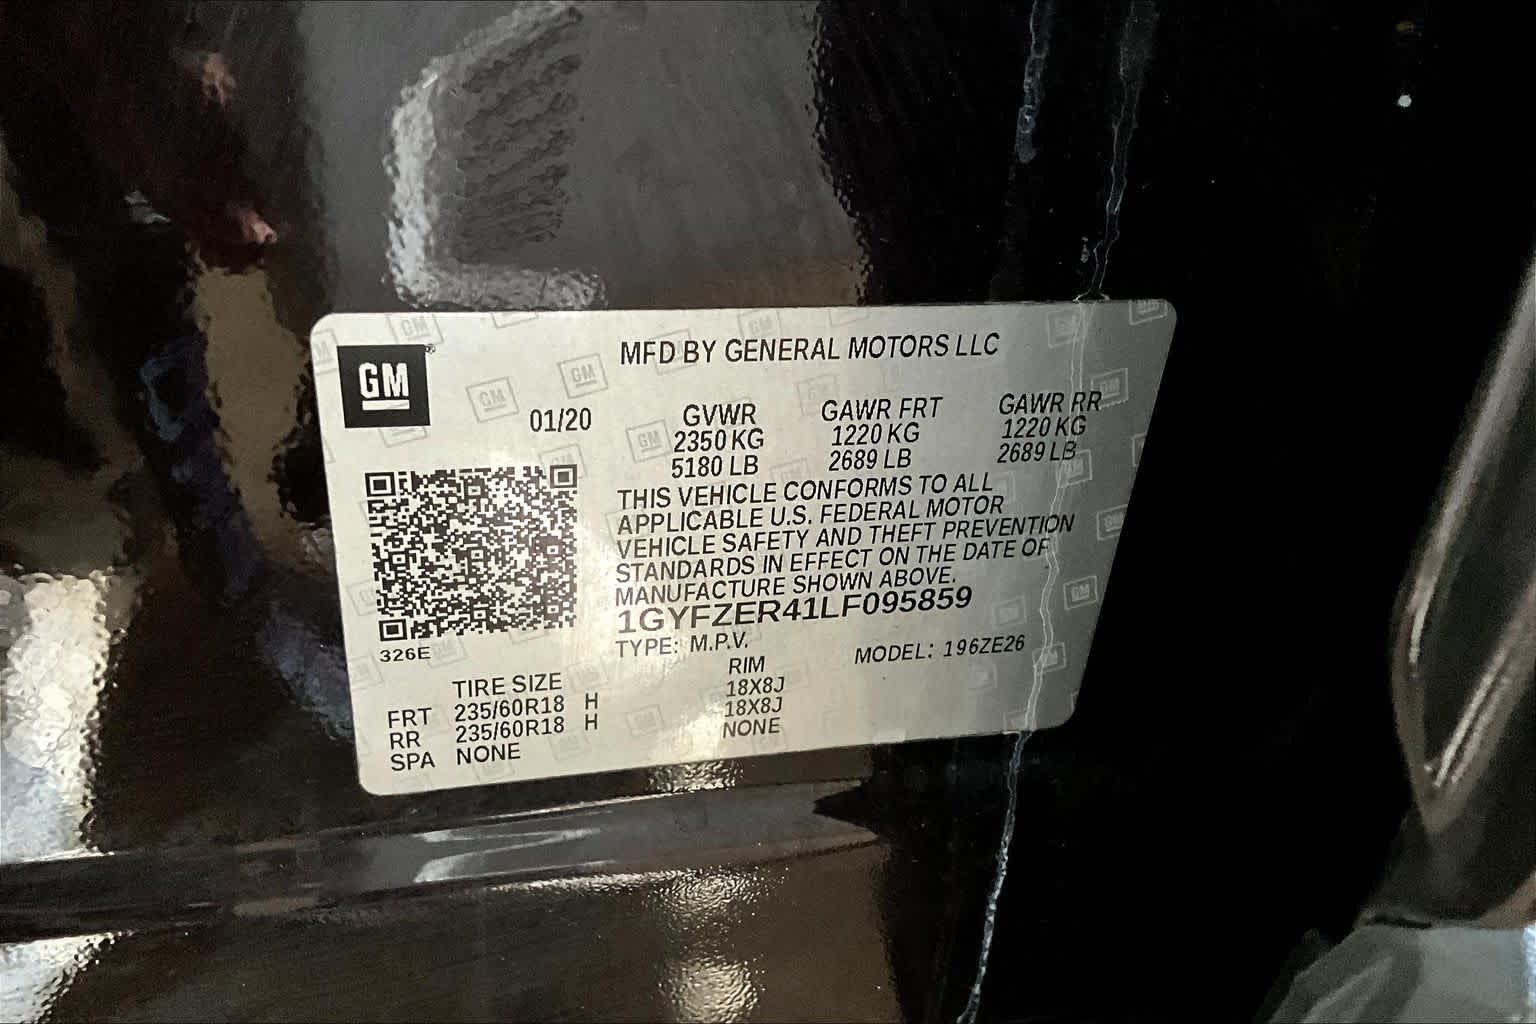 GM
MFD BY GENERAL MOTORS LLC
01/20 GVWR GAWR FRT GAWR RR
2350 KG 1220 KG 1220 KG
5180 LB 2689 LB 2689 LB
THIS VEHICLE CONFORMS TO ALL
APPLICABLE U.S. FEDERAL MOTOR
VEHICLE SAFETY AND THEFT PREVENTION
STANDARDS IN EFFECT ON THE DATE OF
MANUFACTURE SHOWN ABOVE.
1GYFZER41LF095859
326E
TYPE: M.P.V. MODEL: 196ZE26
TIRE SIZE RIM
FRT 235/60R18 H 18X8J
RR 235/60R18 H 18X8J
SPA NONE NONE